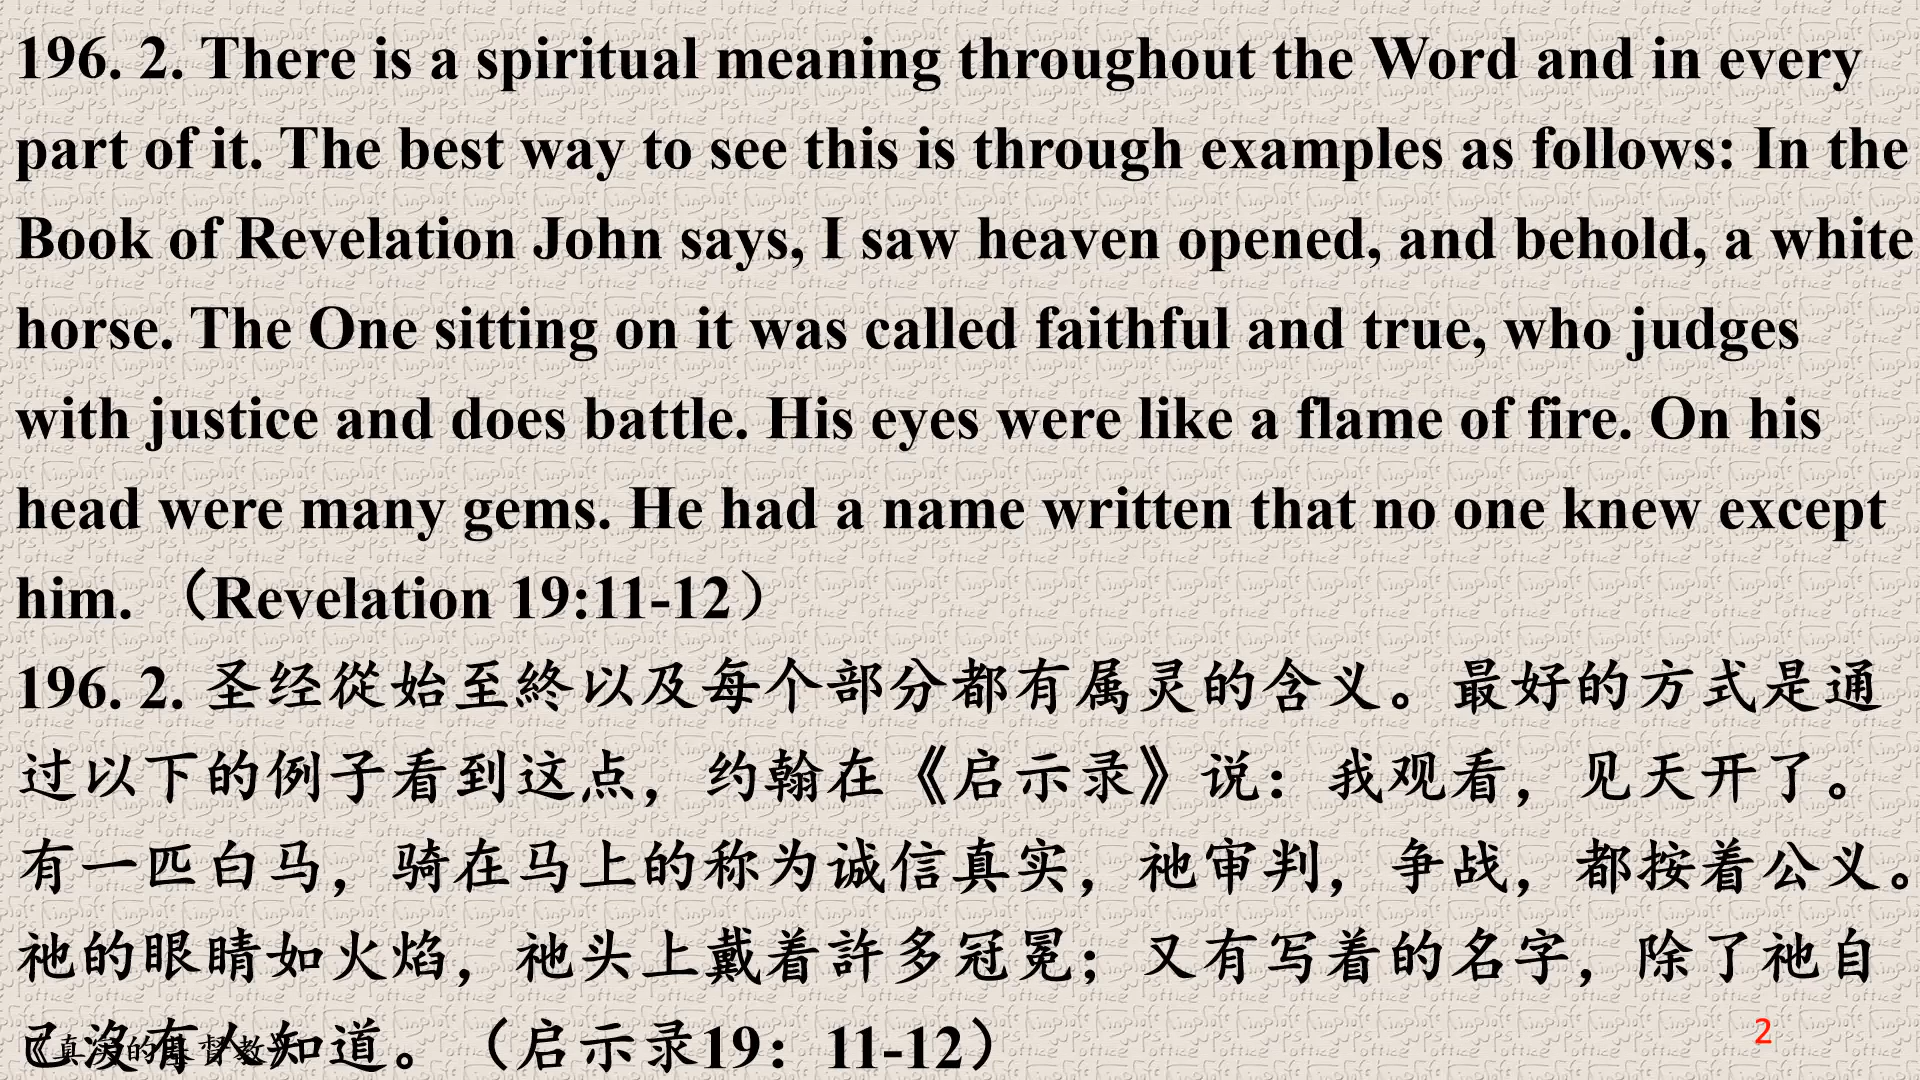 196. 2. There is a spiritual meaning throughout the Word and in every
part of it. The best way to see this is through examples as follows: In the
Book of Revelation John says, I saw heaven opened, and behold, a white
horse. The One sitting on it was called faithful and true, who judges
with justice and does battle. His eyes were like a flame of fire. On his
head were many gems. He had a name written that no one knew except
him. （Revelation 19:11-12）
196. 2. 圣经從始至終以及每个部分都有属灵的含义。最好的方式是通
过以下的例子看到这点，约翰在《启示录》说：我观看，见天开了。
有一匹白马，骑在马上的称为诚信真实，祂审判，争战，都按着公义。
祂的眼睛如火焰，祂头上戴着許多冠冕；又有写着的名字，除了祂自
己沒有人知道。（启示录19：11-12）
《真实的基督教》
2